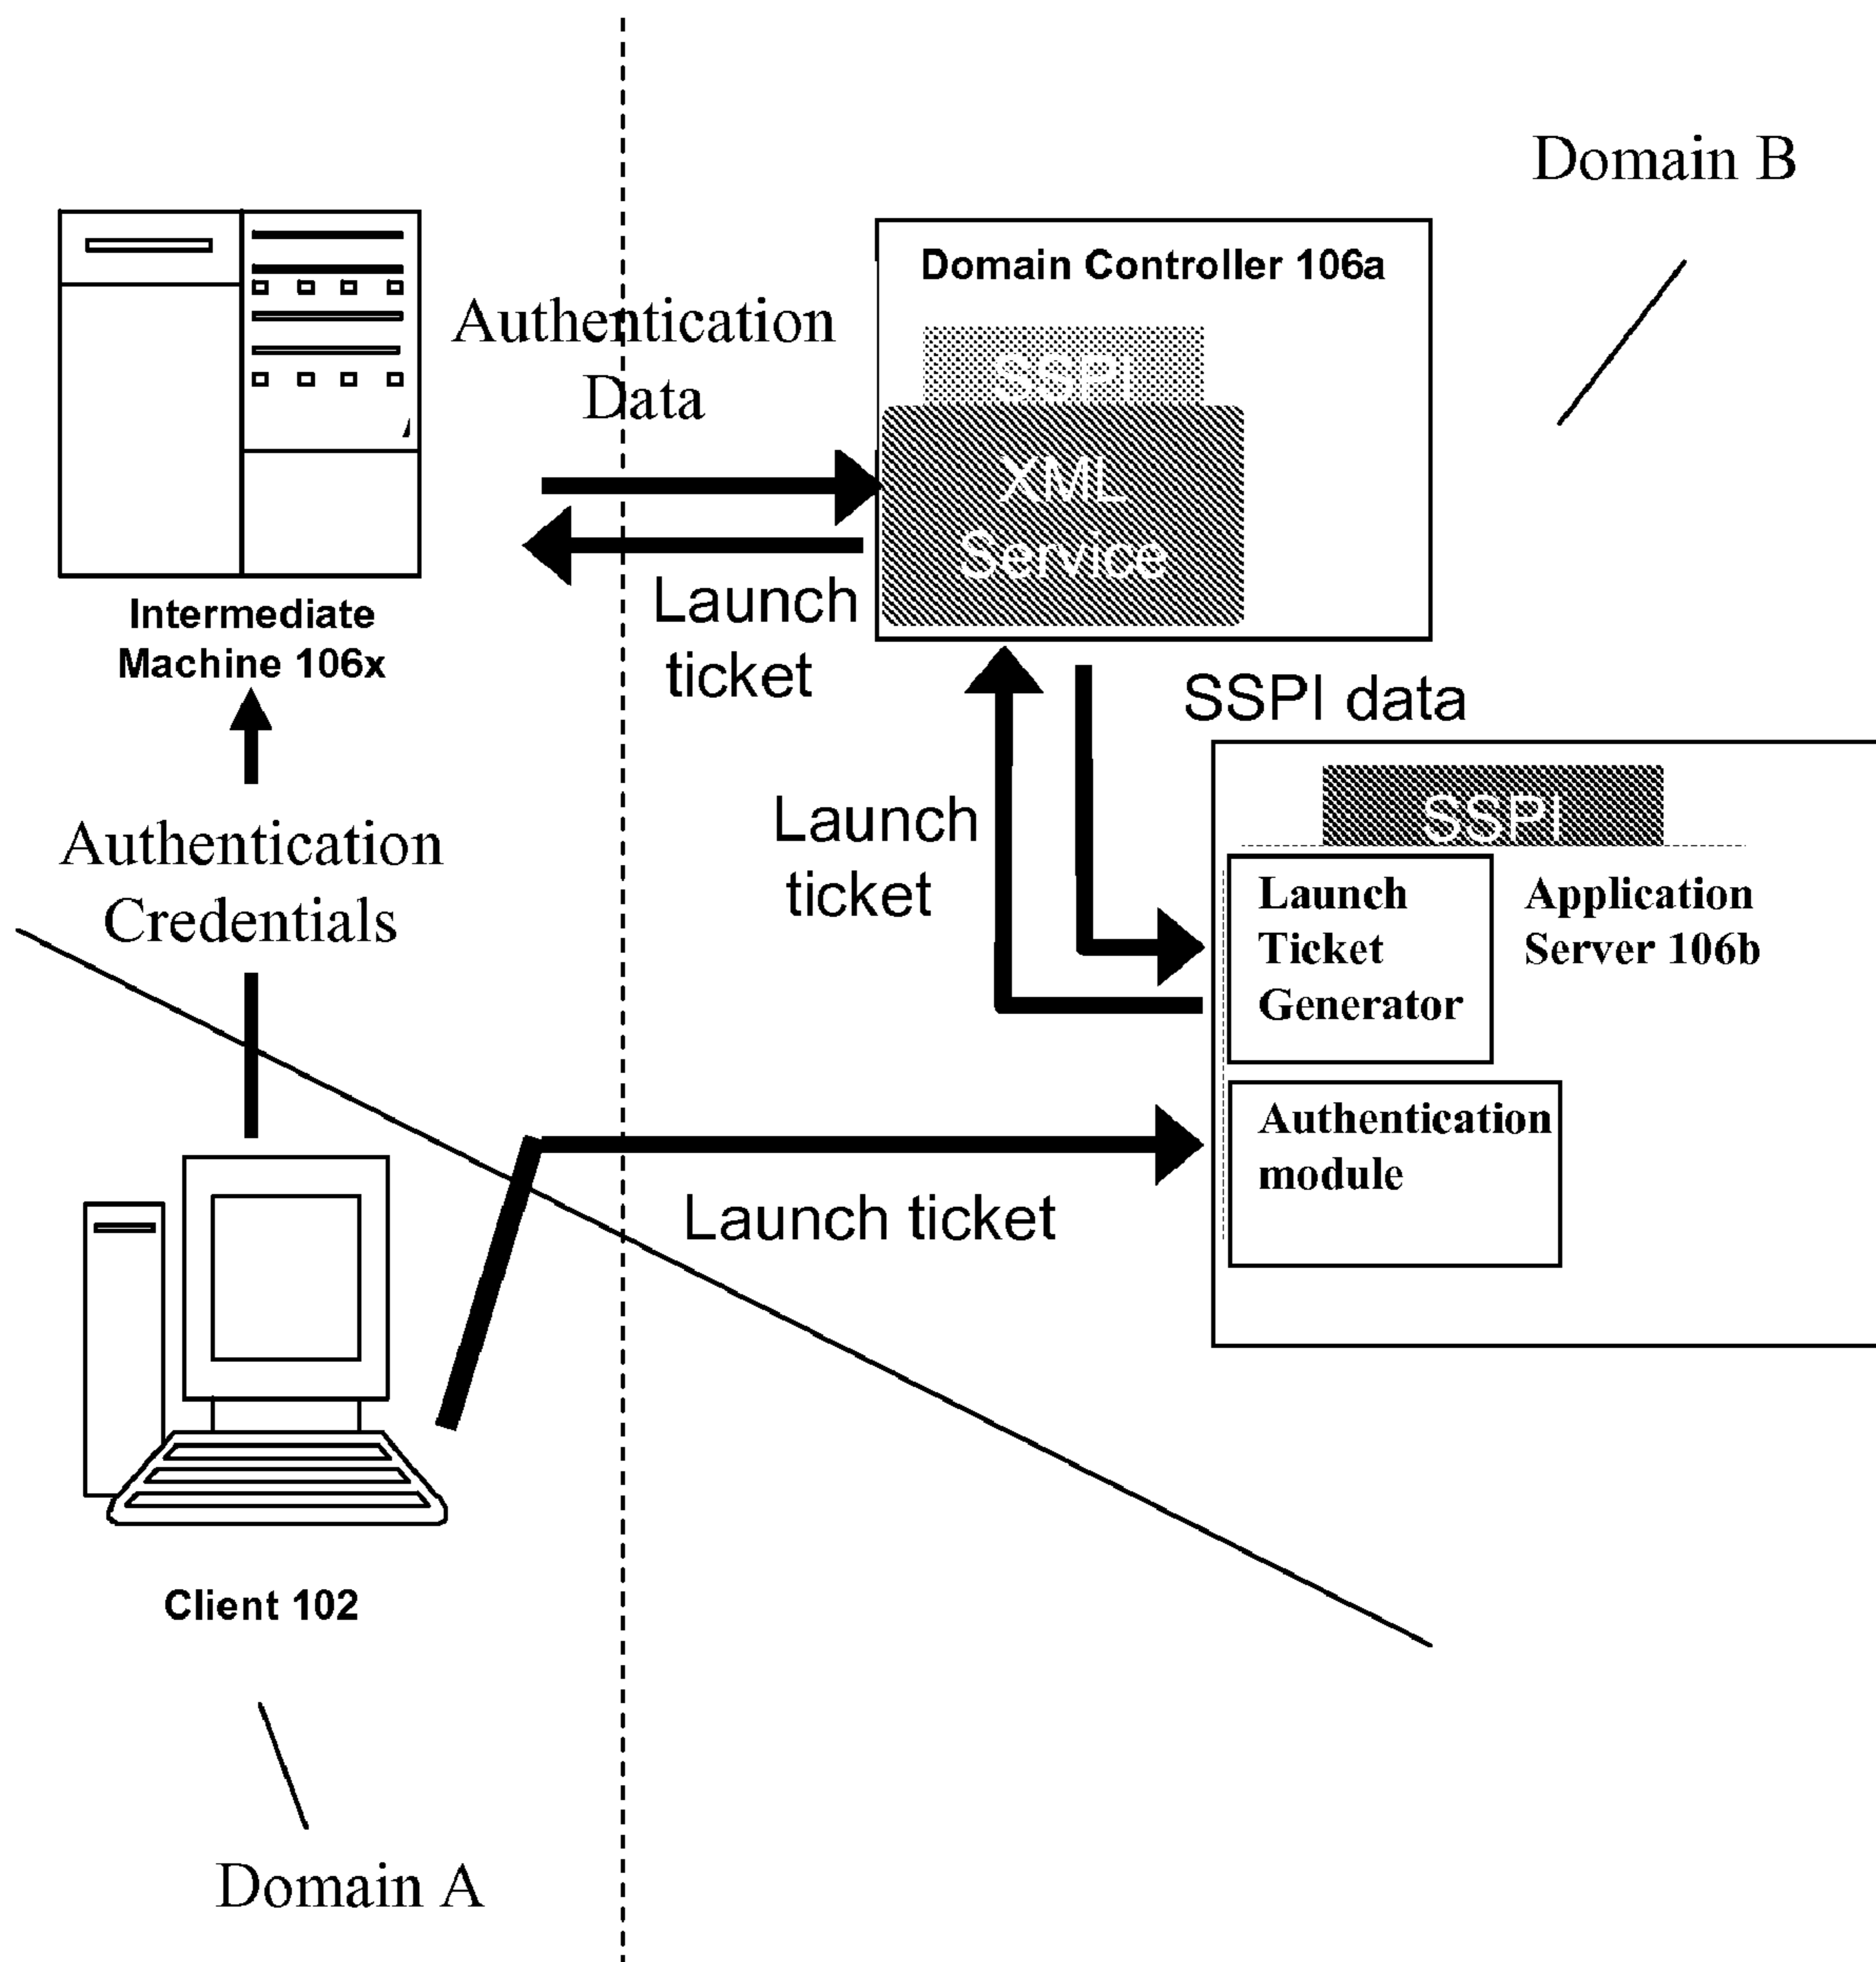 Domain B
Domain Controller 106a
Authentication
Data
SSPI
XML
Service
Launch
ticket
Intermediate
Machine 106x
SSPI data
SSPI
Launch
ticket
Authentication
Credentials
Launch
Ticket
Generator
Application
Server 106b
Authentication
module
Launch ticket
Client 102
Domain A